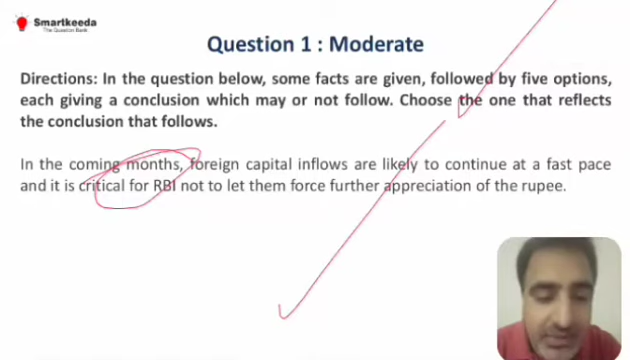 Smartkeeda
The Question Bank
Question 1 : Moderate
Directions: In the question below, some facts are given, followed by five options,
each giving a conclusion which may or not follow. Choose the one that reflects
the conclusion that follows.
In the coming months, foreign capital inflows are likely to continue at a fast pace
and it is critical for RBI not to let them force further appreciation of the rupee.